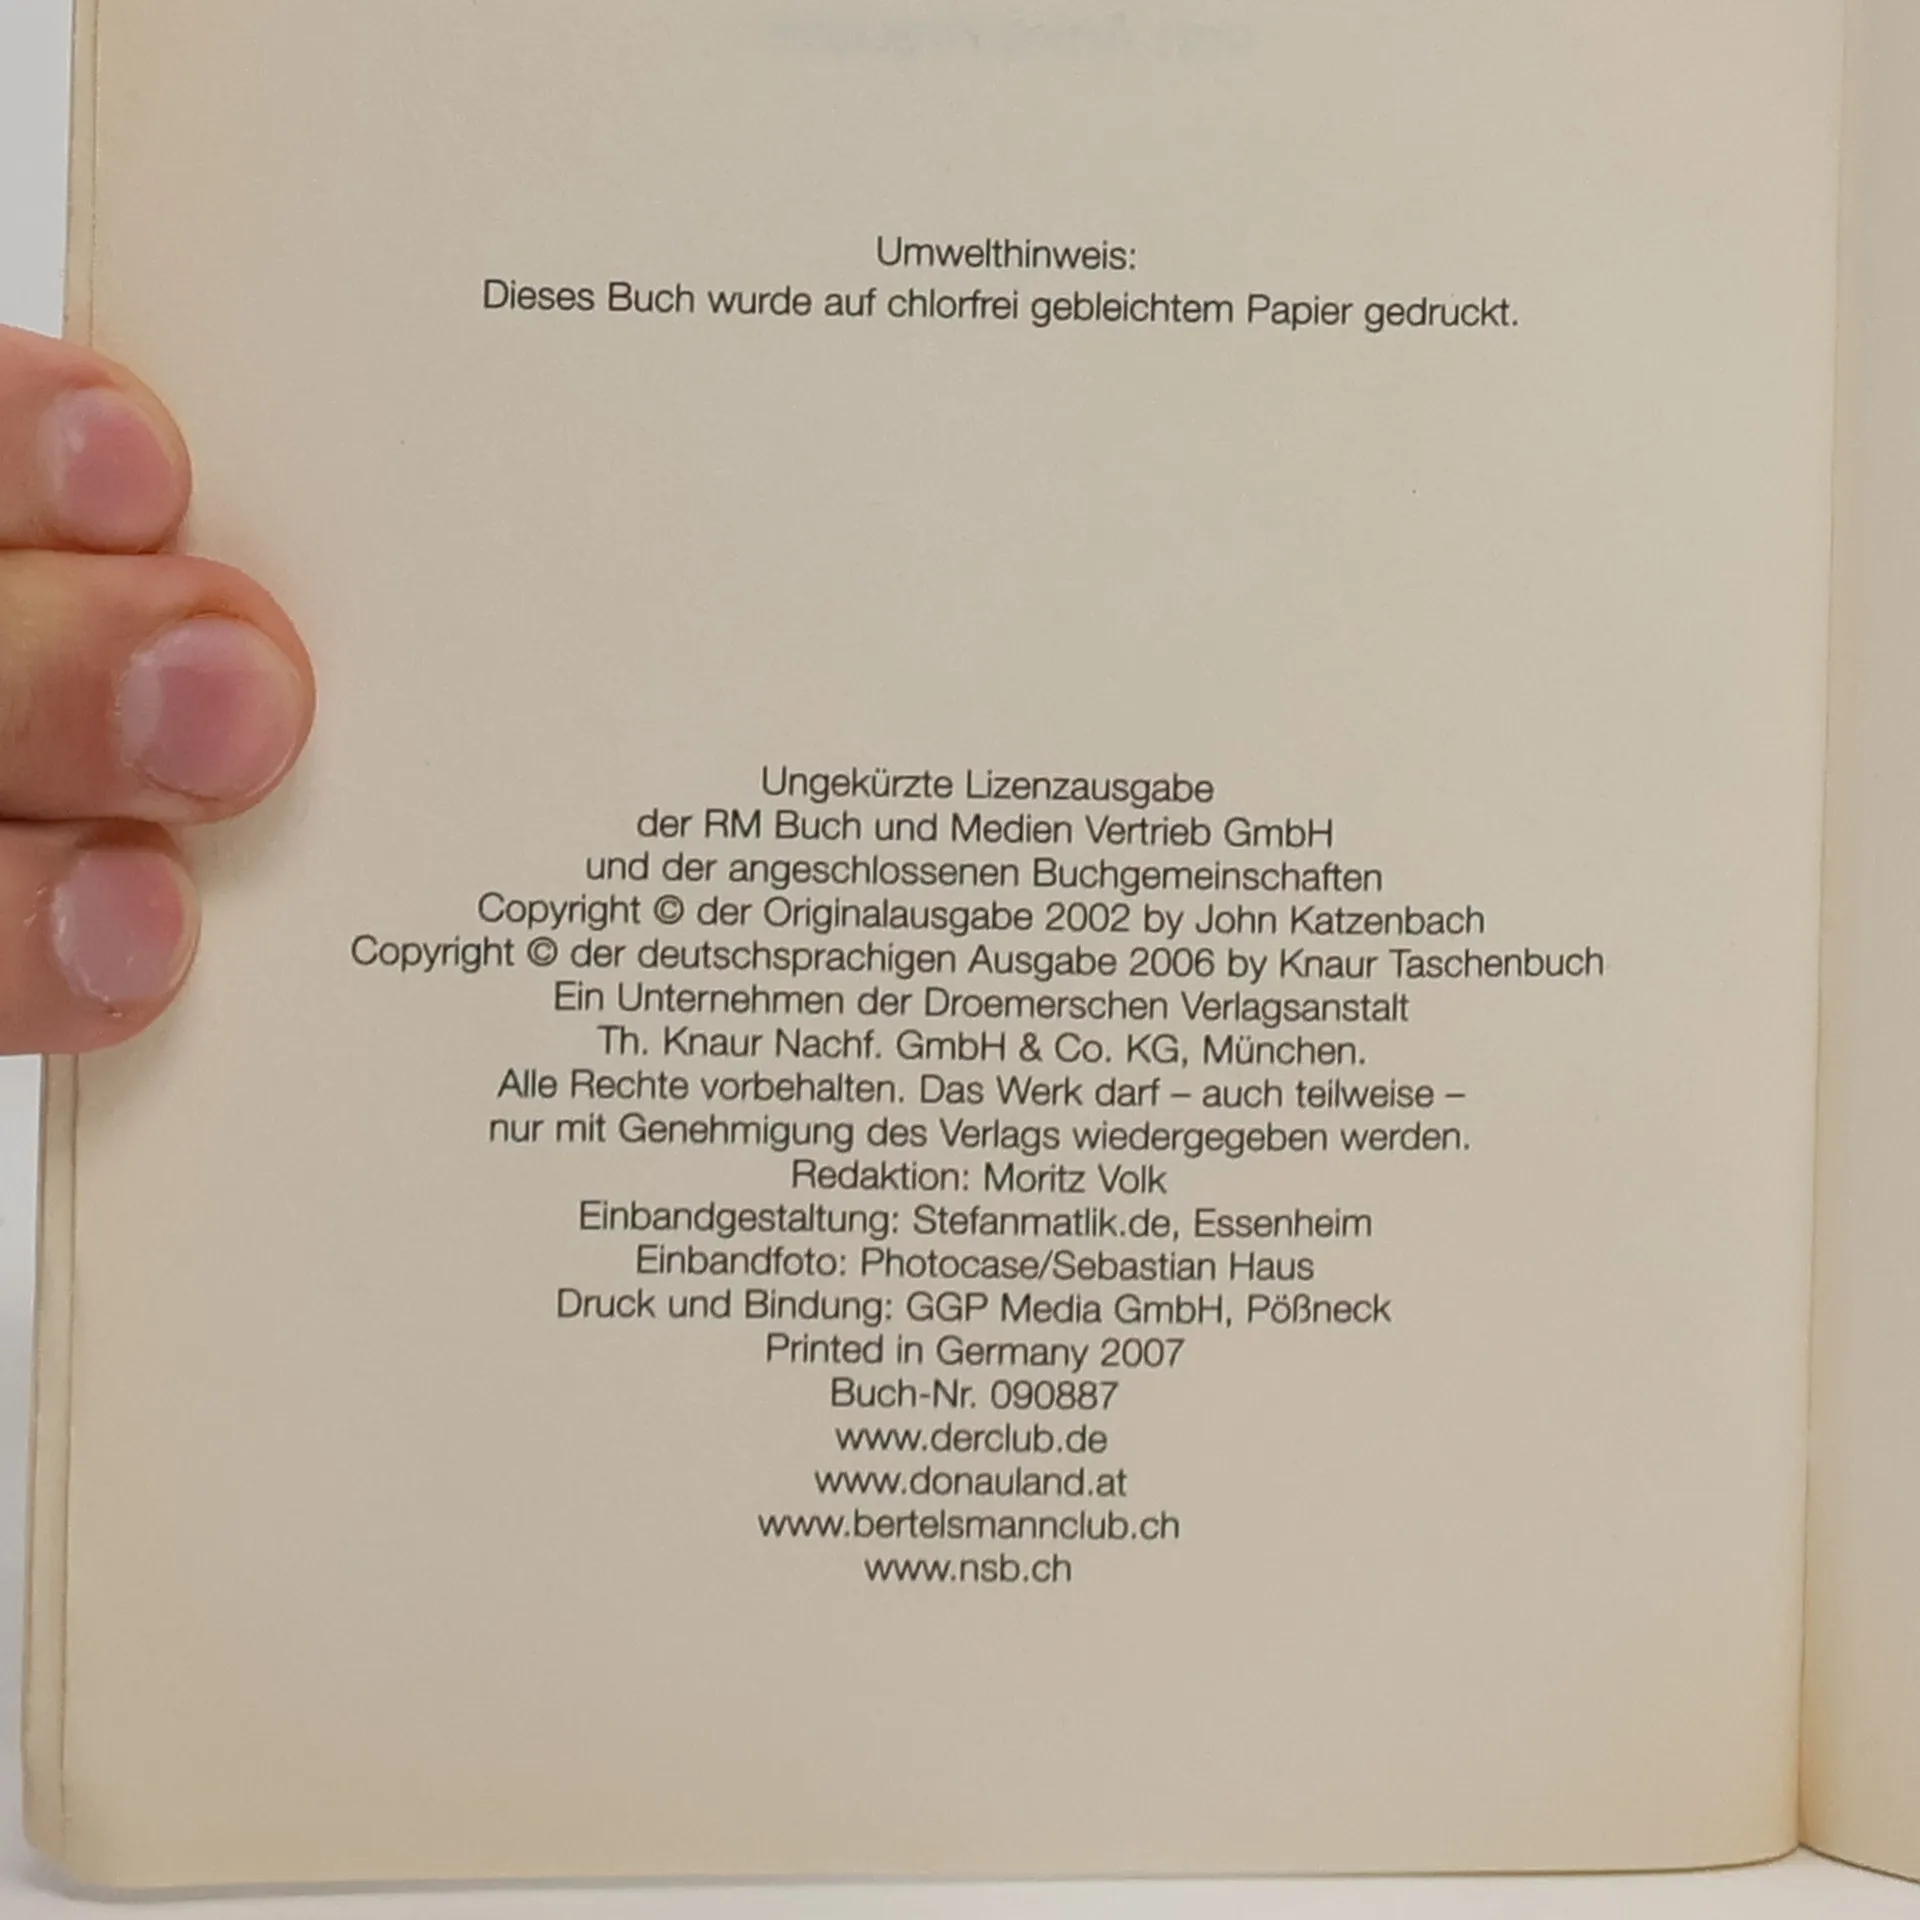 Umwelthinweis:
Dieses Buch wurde auf chlorfrei gebleichtem Papier gedruckt.
Ungekürzte Lizenzausgabe
der RM Buch und Medien Vertrieb GmbH
und der angeschlossenen Buchgemeinschaften
Copyright © der Originalausgabe 2002 by John Katzenbach
Copyright © der deutschsprachigen Ausgabe 2006 by Knaur Taschenbuch
Ein Unternehmen der Droemerschen Verlagsanstalt
Th. Knaur Nachf. GmbH & Co. KG, München.
Alle Rechte vorbehalten. Das Werk darf – auch teilweise –
nur mit Genehmigung des Verlags wiedergegeben werden.
Redaktion: Moritz Volk
Einbandgestaltung: Stefanmatlik.de, Essenheim
Einbandfoto: Photocase/Sebastian Haus
Druck und Bindung: GGP Media GmbH, Pößneck
Printed in Germany 2007
Buch-Nr. 090887
www.derclub.de
www.donauland.at
www.bertelsmannclub.ch
www.nsb.ch